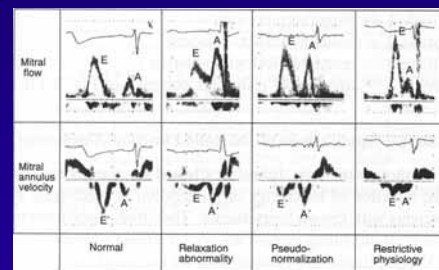 Mitral
flow
E
A
E
A
E
A
E
A
Mitral
annulus
velocity
E'
A'
E'
A'
E'
A'
E'
A'
Normal
Relaxation
abnormality
Pseudo-
normalization
Restrictive
physiology